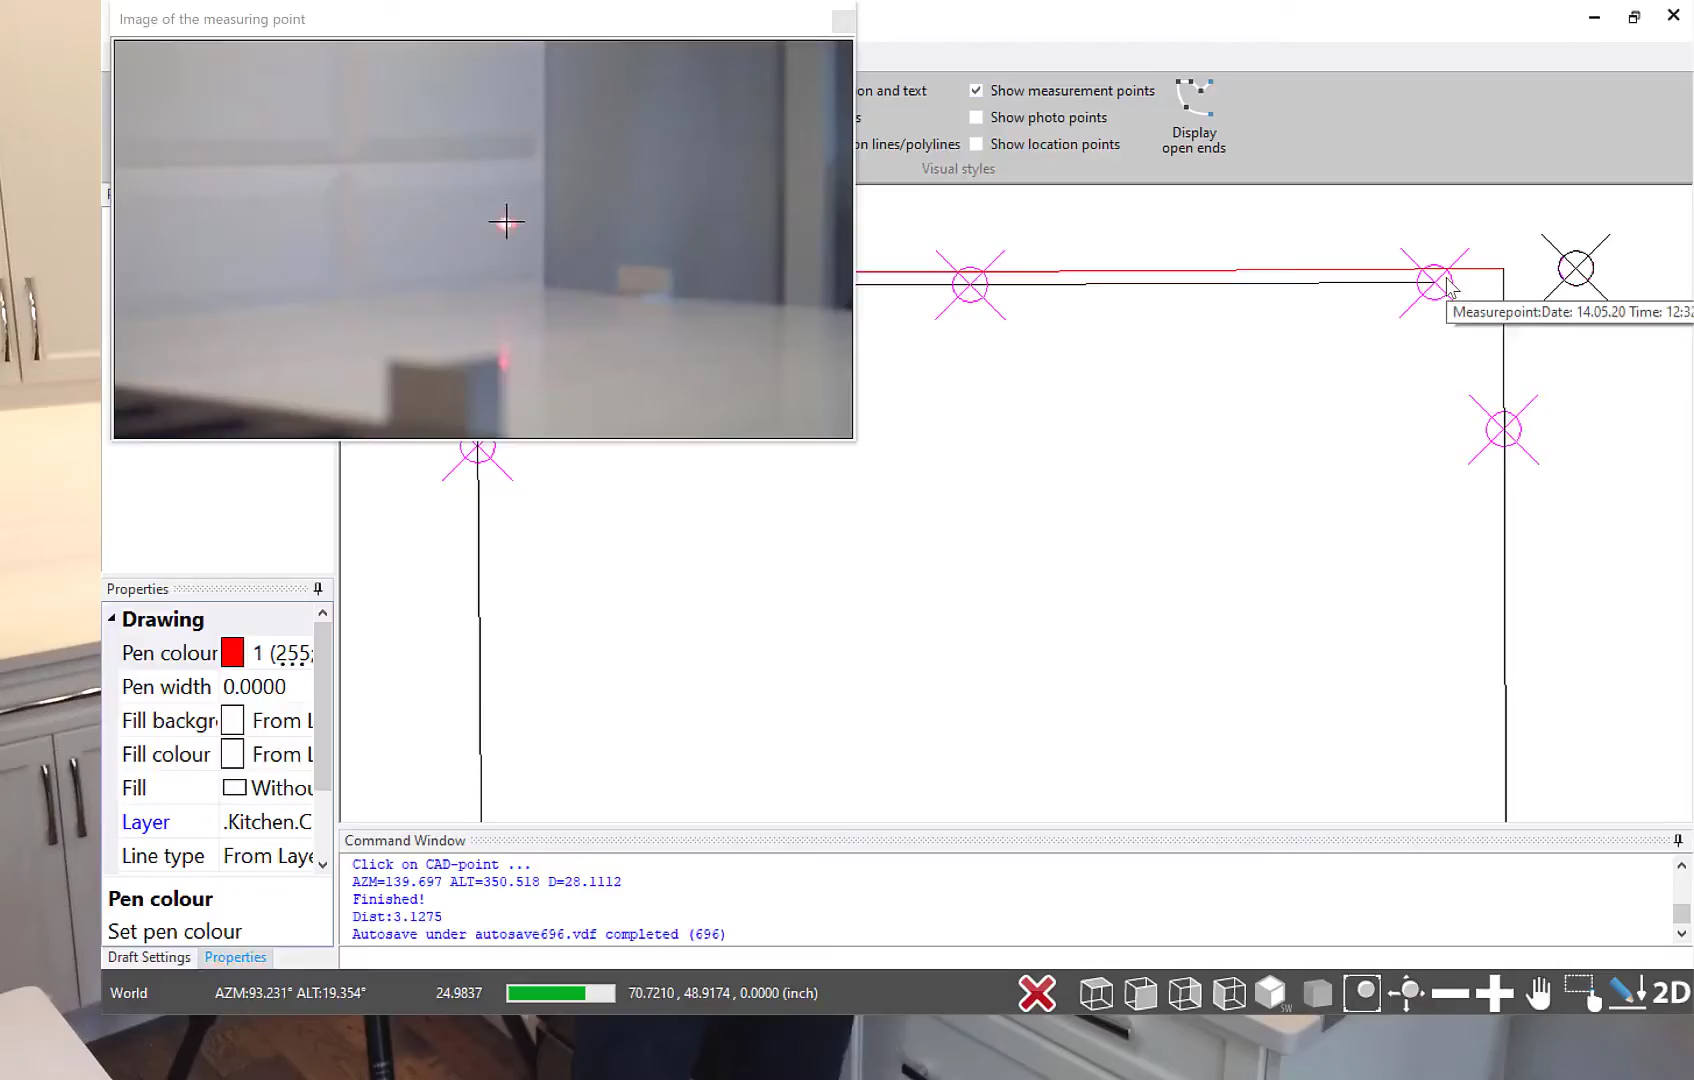 Image of the measuring point
on and text
Show measurement points
s
Show photo points
on lines/polylines
Show location points
Display
open ends
Visual styles
Measurepoint:Date: 14.05.20 Time: 12:32
Properties
Drawing
Pen colour
1 (255;
Pen width
0.0000
Fill backgr
From L
Fill colour
From L
Fill
Withou
Layer
.Kitchen.C
Line type
From Laye
Pen colour
Set pen colour
Draft Settings
Properties
Command Window
Click on CAD-point ...
AZM=139.697 ALT=350.518 D=28.1112
Finished!
Dist:3.1275
Autosave under autosave696.vdf completed (696)
World
AZM:93.231° ALT:19.354°
24.9837
70.7210 , 48.9174 , 0.0000 (inch)
SW
2D